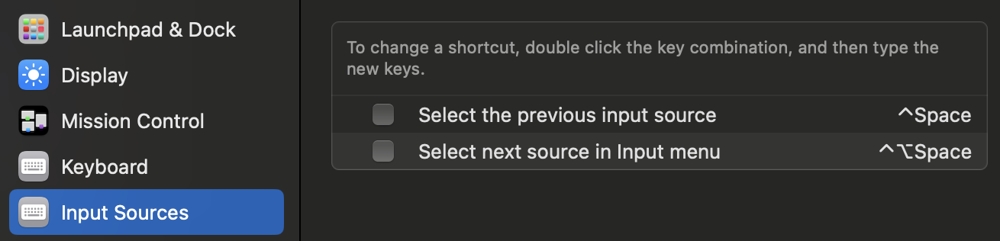 Launchpad & Dock
Display
Mission Control
Keyboard
Input Sources
To change a shortcut, double click the key combination, and then type the
new keys.
Select the previous input source ^Space
Select next source in Input menu ^⌥Space